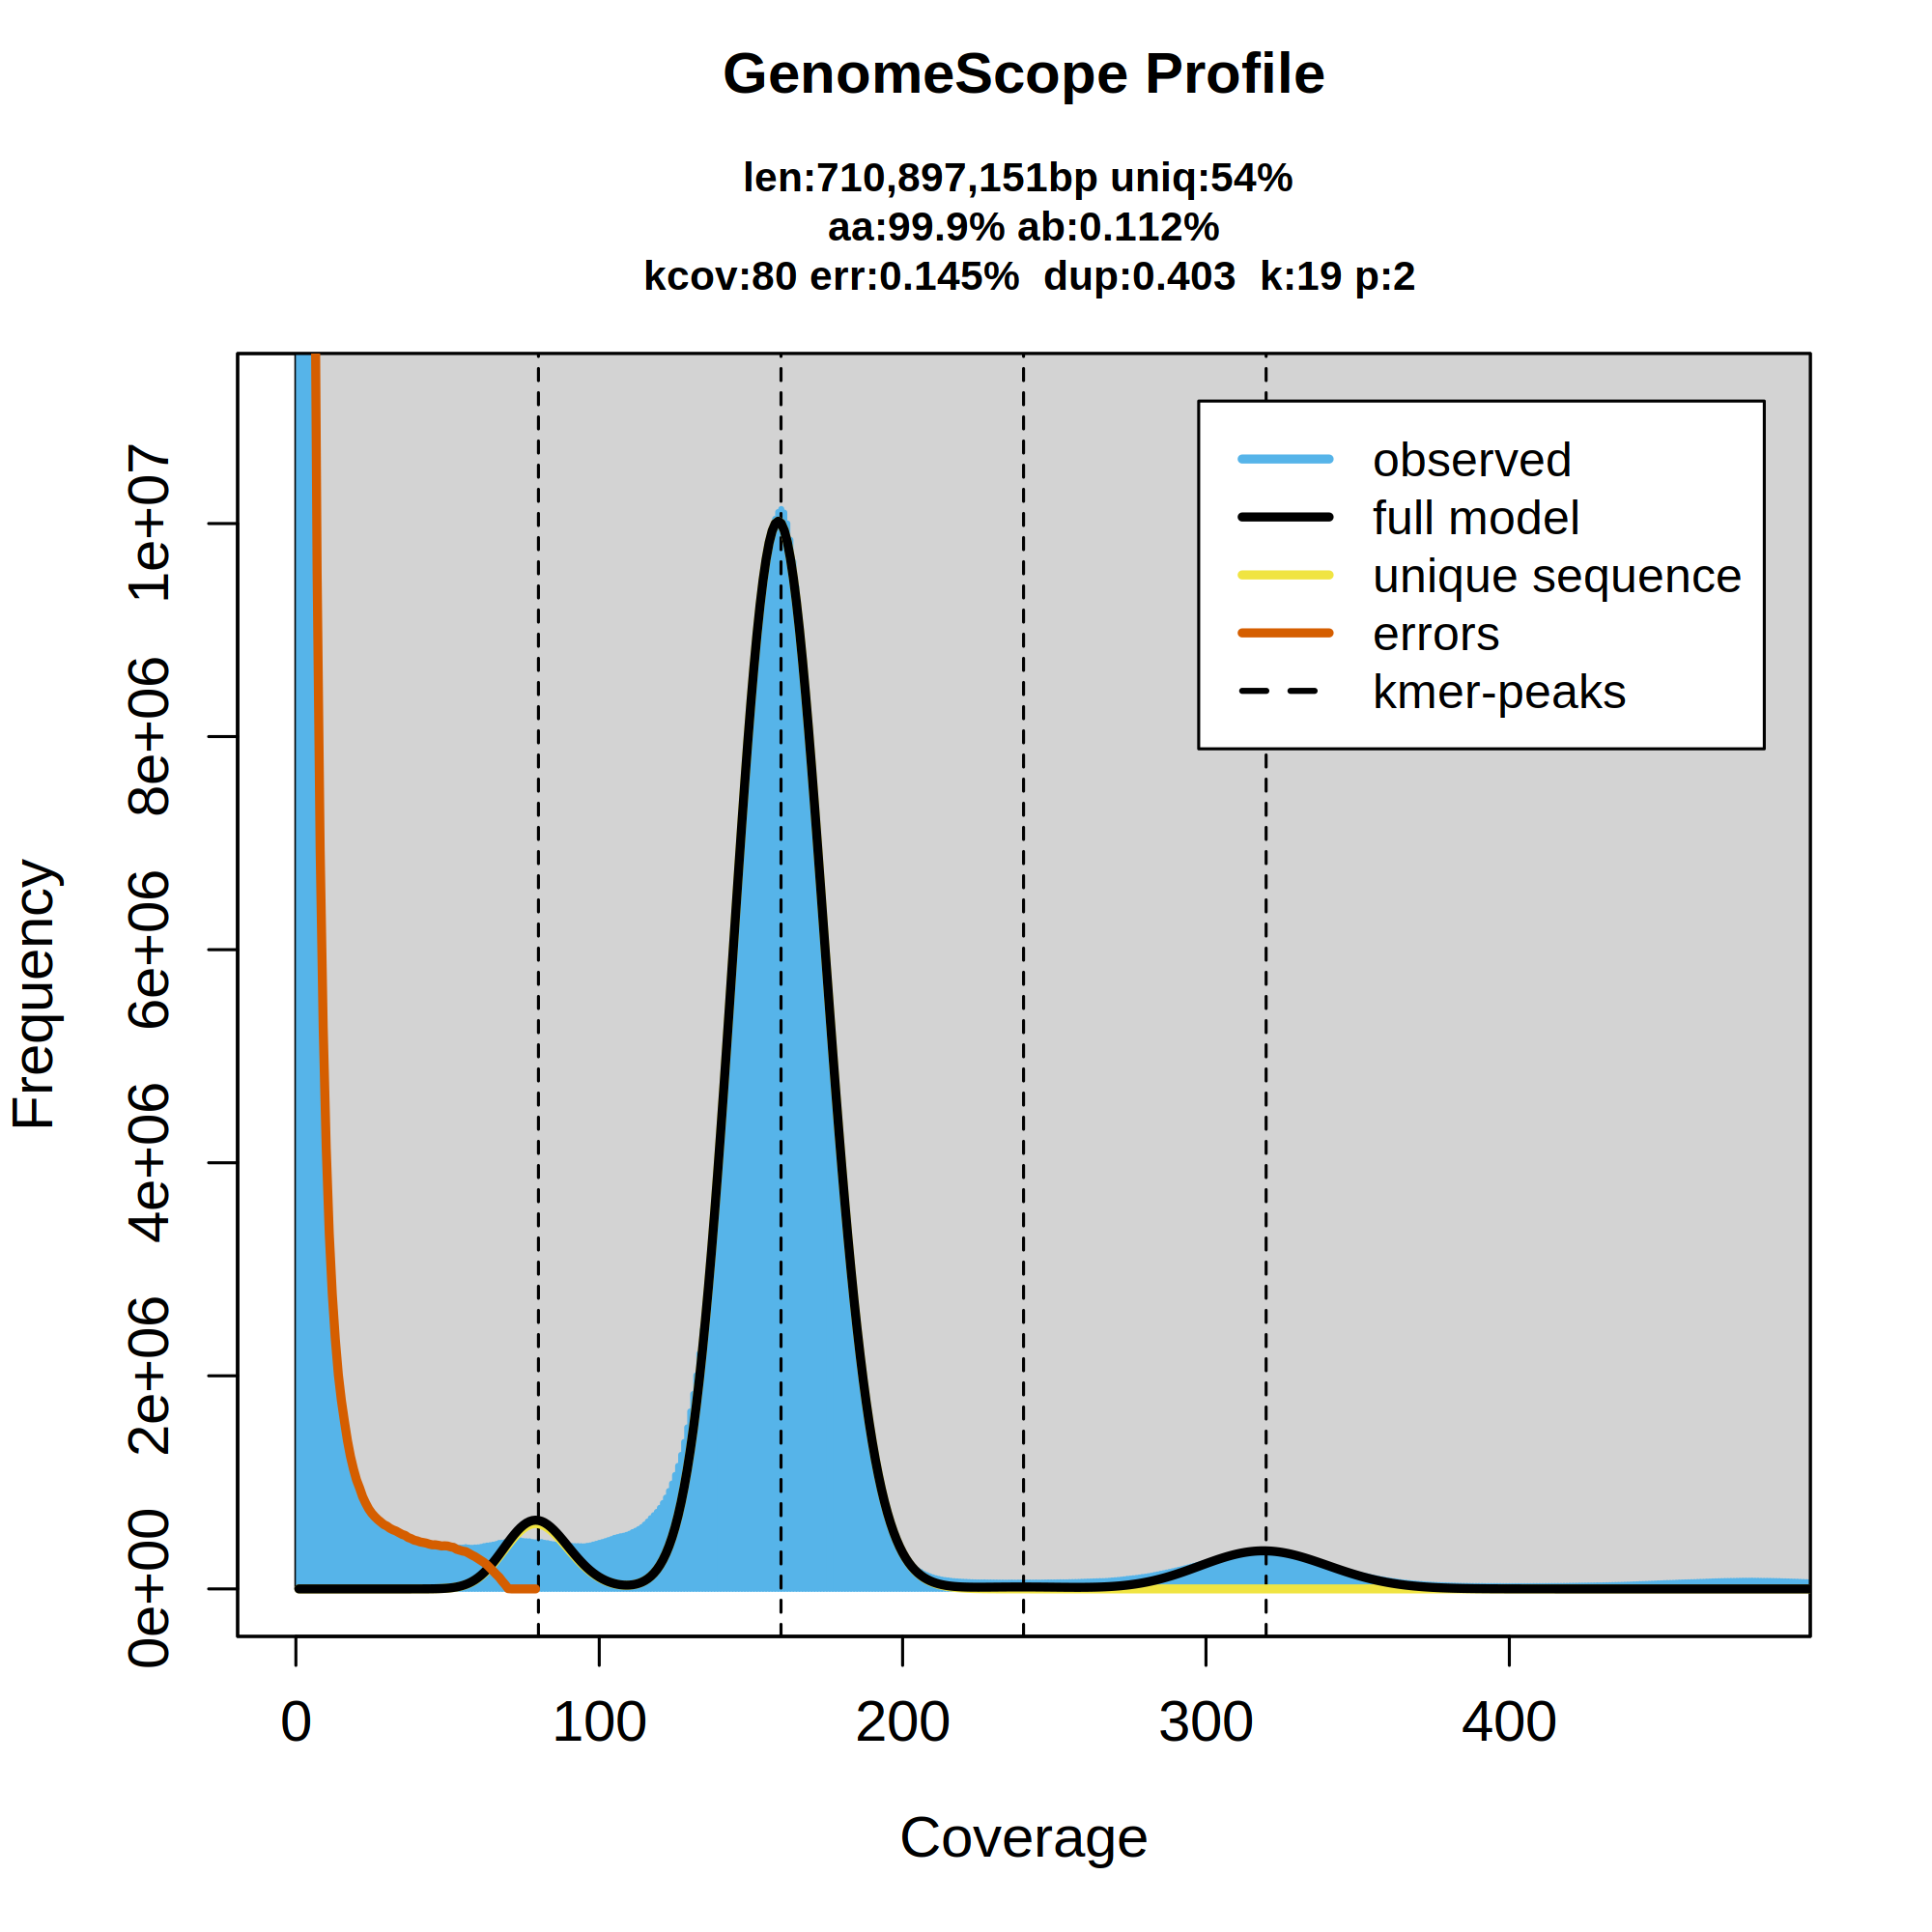 GenomeScope Profile
len:710,897,151bp uniq:54%
aa:99.9% ab:0.112%
kcov:80 err:0.145%  dup:0.403  k:19 p:2
observed
full model
unique sequence
errors
kmer-peaks
Frequency
1e+07
8e+06
6e+06
4e+06
2e+06
0e+00
0 100 200 300 400
Coverage